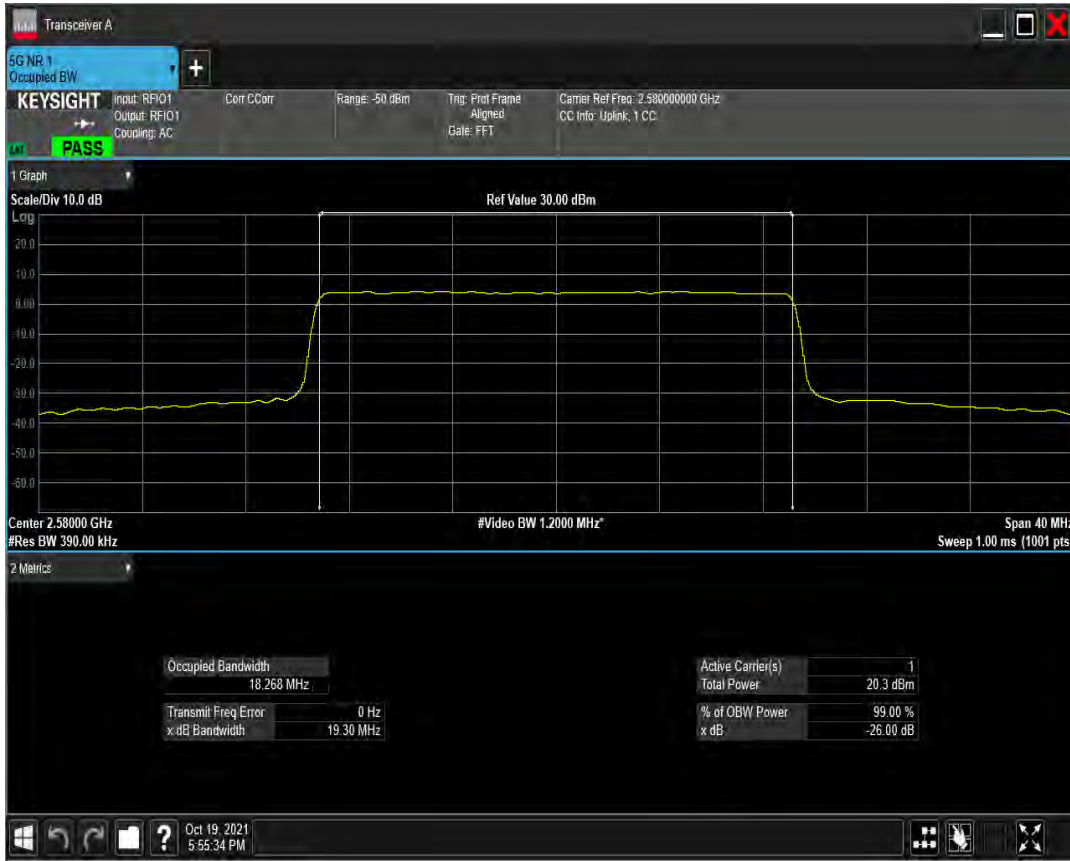 Transceiver A
5G NR 1
Occupied BW
+
KEYSIGHT
PASS
Input: RFIO1
Output: RFIO1
Coupling: AC
Corr CCorr
Range: -50 dBm
Trig: Prot Frame
Aligned
Gate: FFT
Carrier Ref Freq: 2.580000000 GHz
CC Info: Uplink, 1 CC
1 Graph
Scale/Div 10.0 dB
Ref Value 30.00 dBm
Log
20.0
10.0
0.00
-10.0
-20.0
-30.0
-40.0
-50.0
-60.0
Center 2.58000 GHz
#Video BW 1.2000 MHz*
Span 40 MHz
#Res BW 390.00 kHz
Sweep 1.00 ms (1001 pts
2 Metrics
Occupied Bandwidth
18.268 MHz
Transmit Freq Error 0 Hz
x dB Bandwidth 19.30 MHz
Active Carrier(s) 1
Total Power 20.3 dBm
% of OBW Power 99.00 %
x dB -26.00 dB
?
Oct 19, 2021
5:55:34 PM